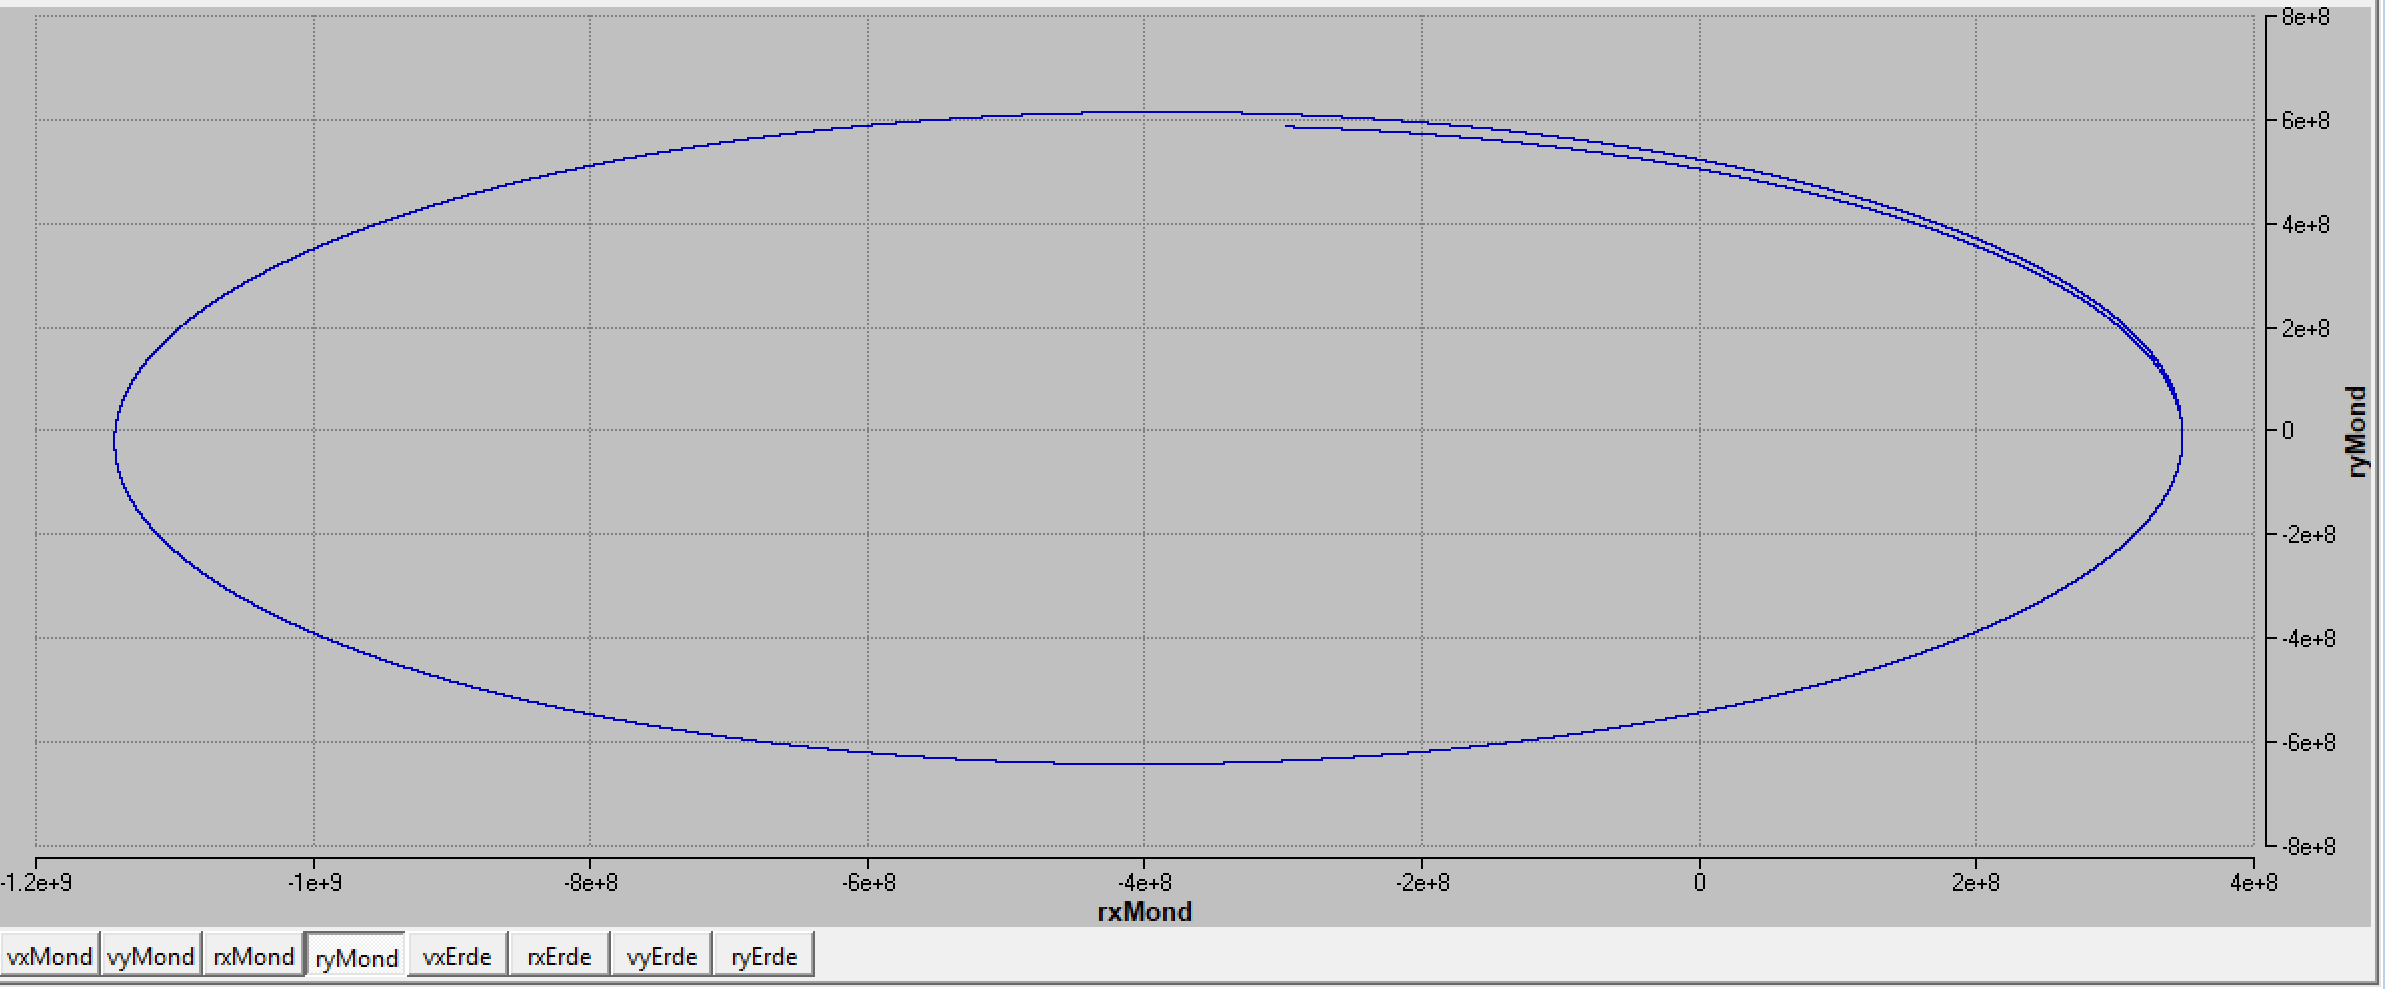 8e+8
6e+8
4e+8
2e+8
0
-2e+8
-4e+8
-6e+8
-8e+8
ryMond
-1.2e+9 -1e+9 -8e+8 -6e+8 -4e+8 -2e+8 0 2e+8 4e+8
rxMond
vxMond vyMond rxMond ryMond vxErde rxErde vyErde ryErde